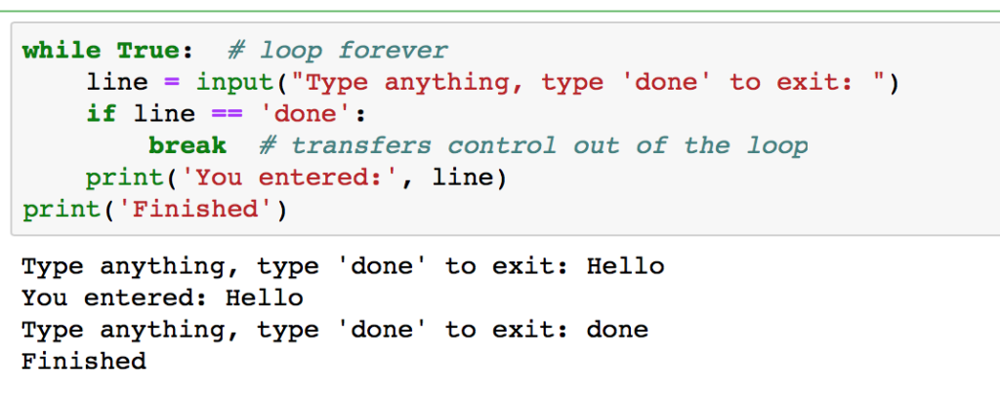 while True:  # loop forever
    line = input("Type anything, type 'done' to exit: ")
    if line == 'done':
        break  # transfers control out of the loop
    print('You entered:', line)
print('Finished')
Type anything, type 'done' to exit: Hello
You entered: Hello
Type anything, type 'done' to exit: done
Finished